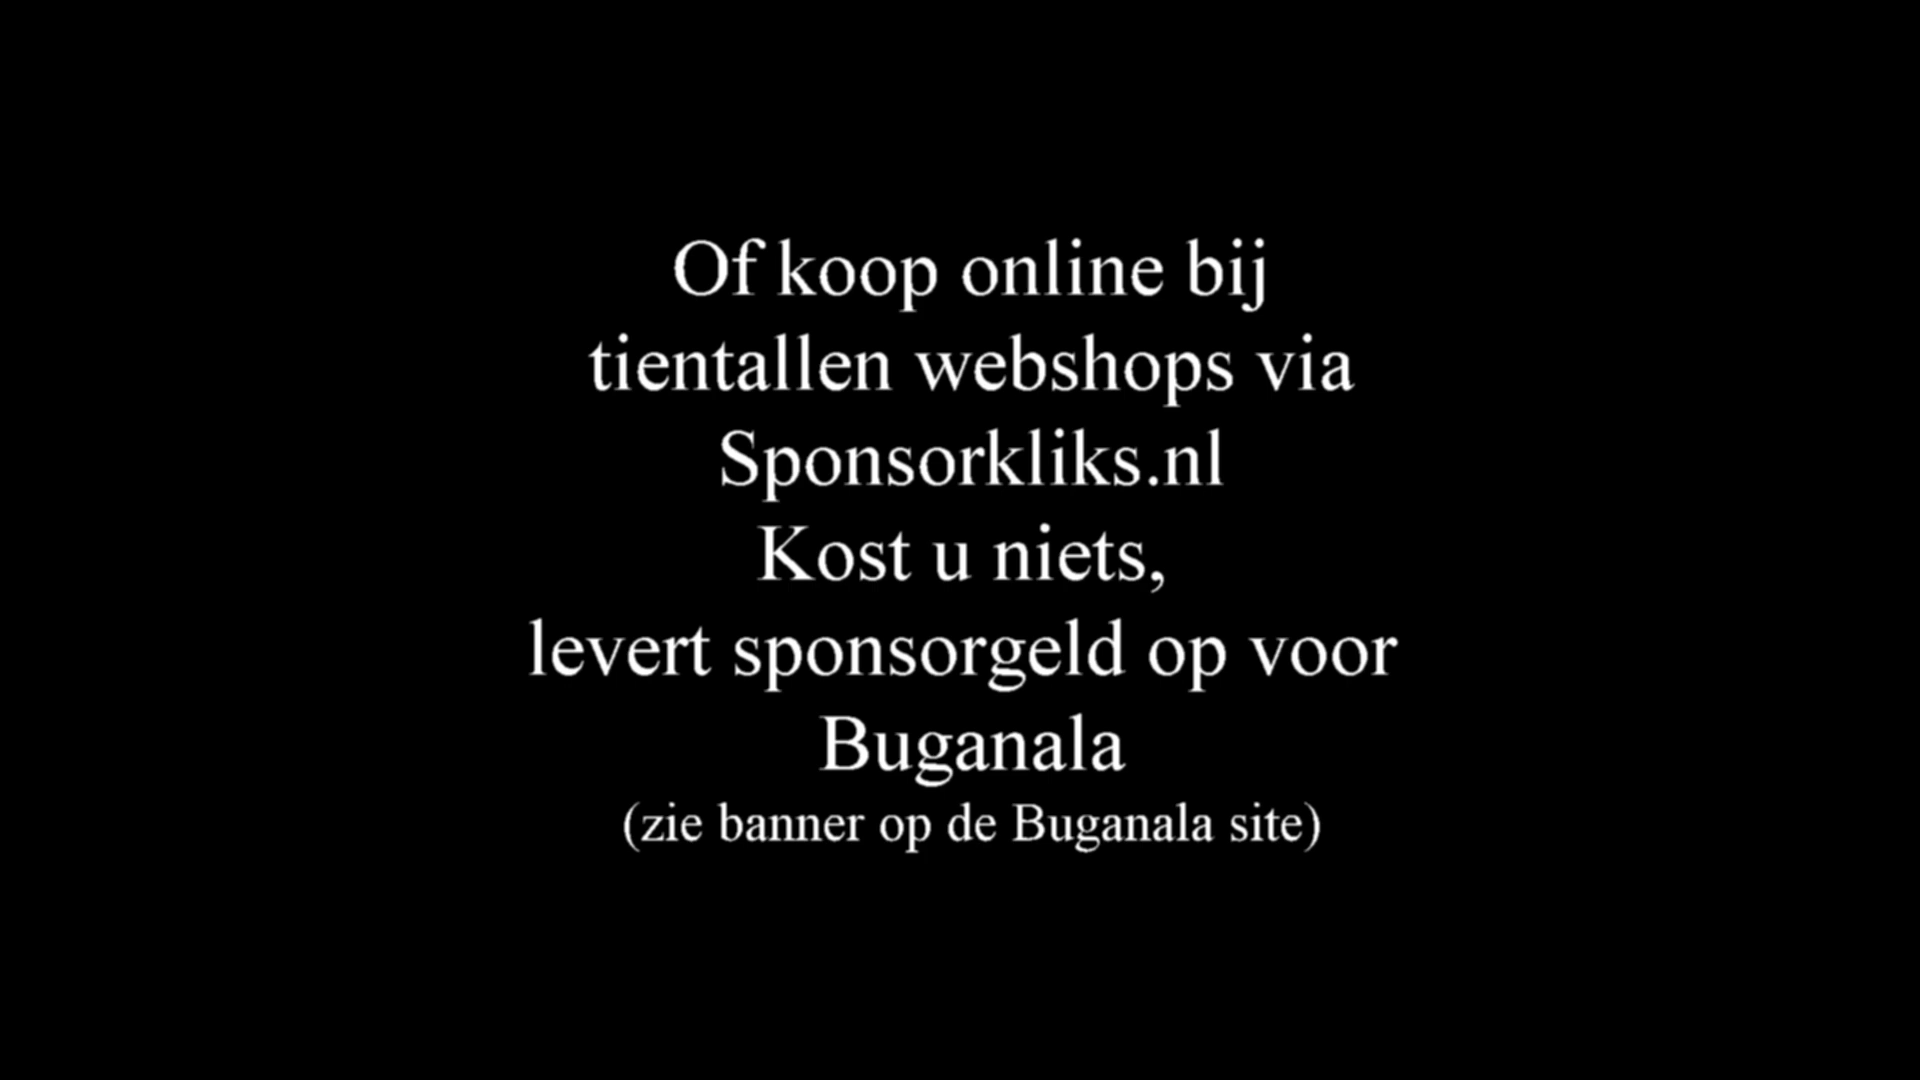 Of koop online bij
tientallen webshops via
Sponsorkliks.nl
Kost u niets,
levert sponsorgeld op voor
Buganala
(zie banner op de Buganala site)